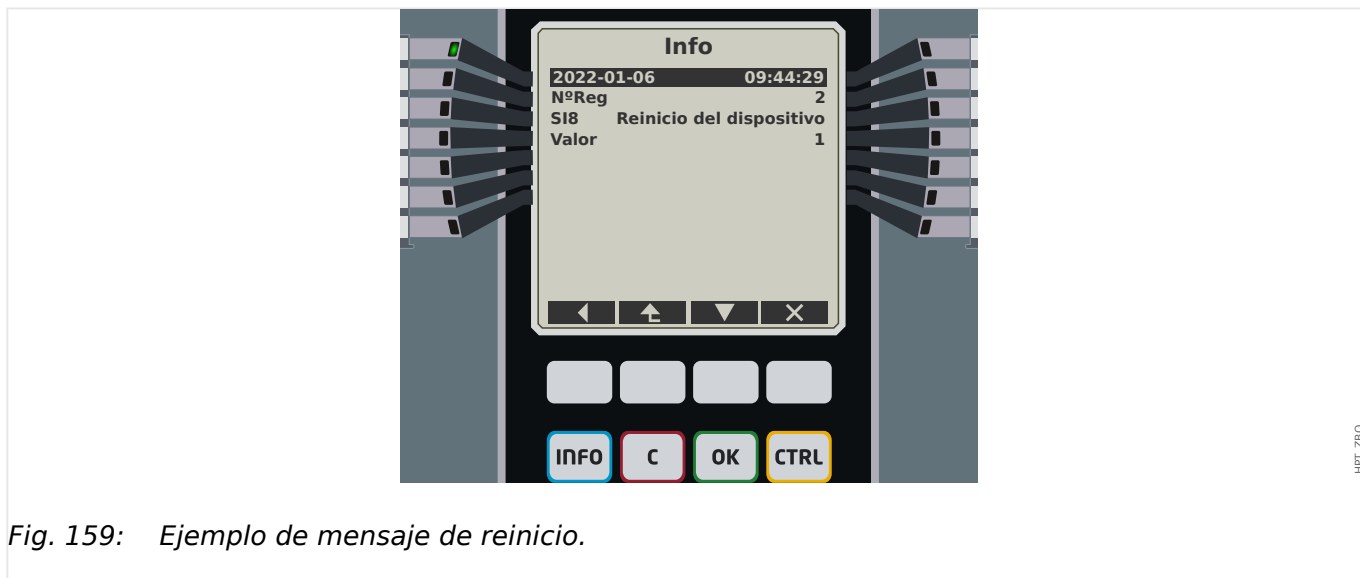 Info
2022-01-06 09:44:29
NºReg 2
SI8 Reinicio del dispositivo
Valor 1
INFO C OK CTRL
HPT_ZBQ
Fig. 159: Ejemplo de mensaje de reinicio.